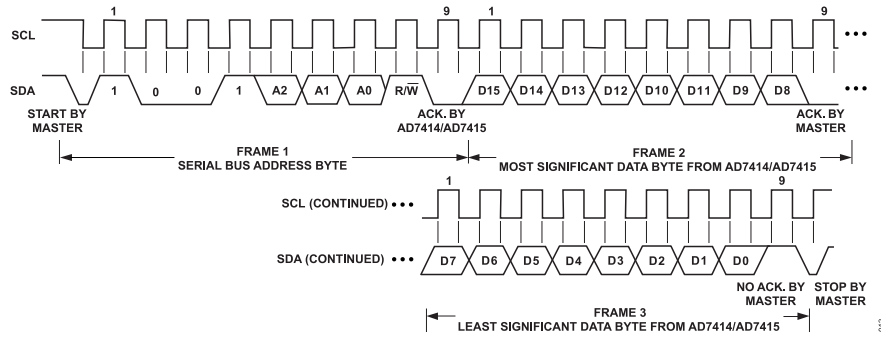 1 9 1 9
SCL
SDA 1 0 0 1 A2 A1 A0 R/W̅ D15 D14 D13 D12 D10 D11 D9 D8
START BY MASTER
ACK. BY AD7414/AD7415
ACK. BY MASTER
FRAME 1
SERIAL BUS ADDRESS BYTE
FRAME 2
MOST SIGNIFICANT DATA BYTE FROM AD7414/AD7415
1 9
SCL (CONTINUED)
SDA (CONTINUED) D7 D6 D5 D4 D3 D2 D1 D0
NO ACK. BY MASTER
STOP BY MASTER
FRAME 3
LEAST SIGNIFICANT DATA BYTE FROM AD7414/AD7415